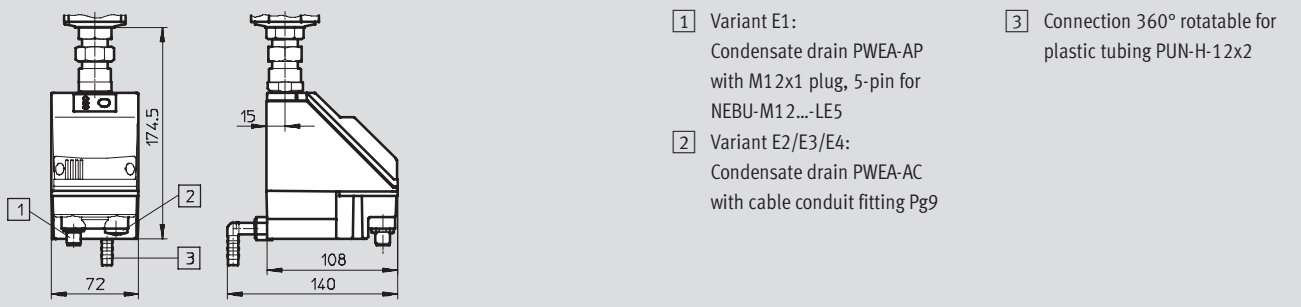 15
174.5
1
2
3
72
108
140
1 Variant E1:
Condensate drain PWEA-AP
with M12x1 plug, 5-pin for
NEBU-M12...-LE5
2 Variant E2/E3/E4:
Condensate drain PWEA-AC
with cable conduit fitting Pg9
3 Connection 360° rotatable for
plastic tubing PUN-H-12x2